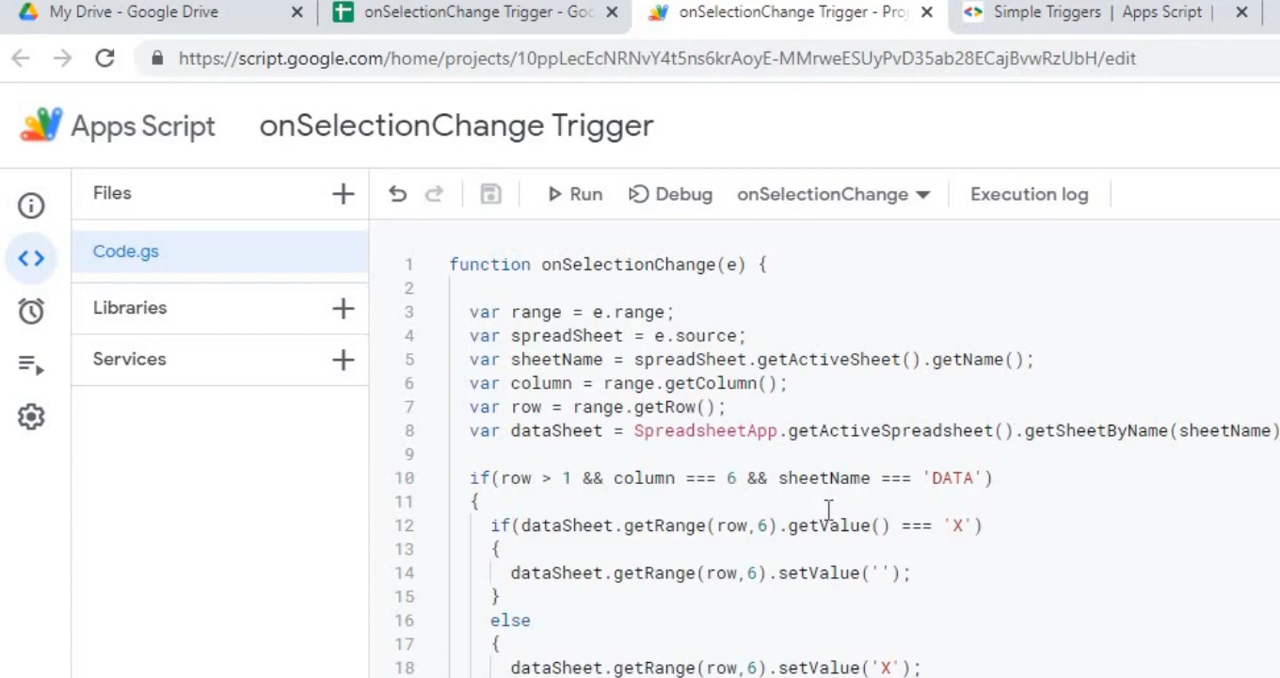 My Drive - Google Drive
onSelectionChange Trigger - Goo
onSelectionChange Trigger - Proj
Simple Triggers | Apps Script |
https://script.google.com/home/projects/10ppLecEcNRNvY4t5ns6krAoyE-MMrweESUyPvD35ab28ECajBvwRzUbH/edit
Apps Script onSelectionChange Trigger
Files
Run Debug onSelectionChange Execution log
Code.gs
Libraries
Services
1 function onSelectionChange(e) {
2
3 var range = e.range;
4 var spreadSheet = e.source;
5 var sheetName = spreadSheet.getActiveSheet().getName();
6 var column = range.getColumn();
7 var row = range.getRow();
8 var dataSheet = SpreadsheetApp.getActiveSpreadsheet().getSheetByName(sheetName)
9
10 if(row > 1 && column === 6 && sheetName === 'DATA')
11 {
12 if(dataSheet.getRange(row,6).getValue() === 'X')
13 {
14 dataSheet.getRange(row,6).setValue('');
15 }
16 else
17 {
18 dataSheet.getRange(row,6).setValue('X');